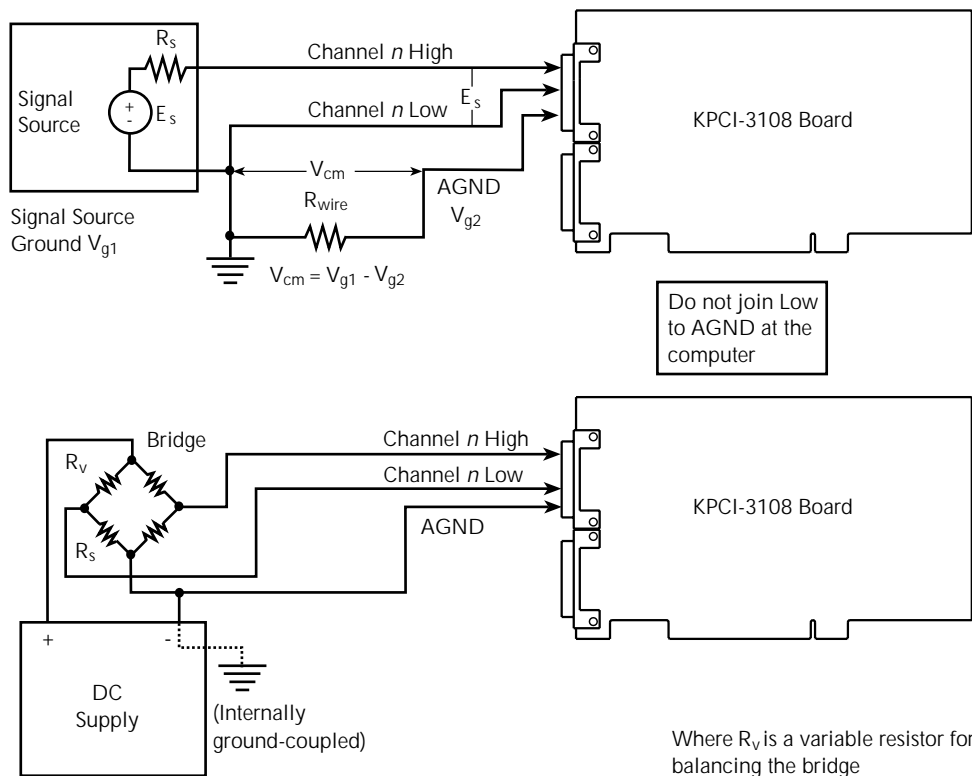 Rs
Channel n High
Signal
Source
+
-
Es
Es
Channel n Low
KPCI-3108 Board
Vcm
Rwire
AGND
Vg2
Signal Source
Ground Vg1
Vcm = Vg1 - Vg2
Do not join Low
to AGND at the
computer
Bridge
Channel n High
Rv
Channel n Low
KPCI-3108 Board
AGND
Rs
+
-
DC
Supply
(Internally
ground-coupled)
Where Rv is a variable resistor for
balancing the bridge